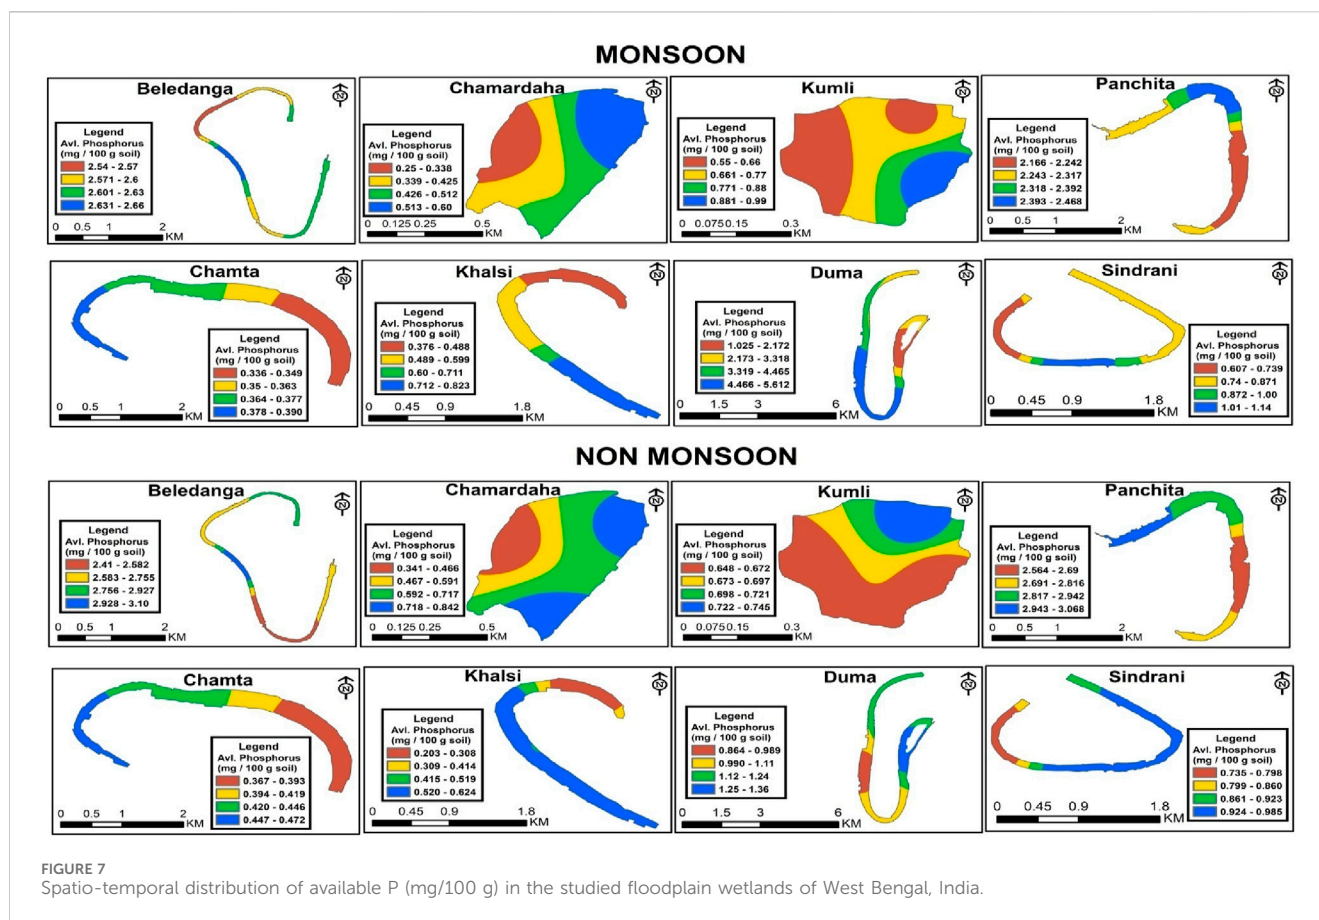 MONSOON
Beledanga
N
Legend
Avl. Phosphorus
(mg / 100 g soil)
2.54 - 2.57
2.571 - 2.6
2.601 - 2.63
2.631 - 2.66
0 0.5 1 2
KM
Chamardaha
N
Legend
Avl. Phosphorus
(mg / 100 g soil)
0.25 - 0.338
0.339 - 0.425
0.426 - 0.512
0.513 - 0.60
0 0.125 0.25 0.5
KM
Kumli
N
Legend
Avl. Phosphorus
(mg / 100 g soil)
0.55 - 0.66
0.661 - 0.77
0.771 - 0.88
0.881 - 0.99
0 0.075 0.15 0.3
KM
Panchita
N
Legend
Avl. Phosphorus
(mg / 100 g soil)
2.166 - 2.242
2.243 - 2.317
2.318 - 2.392
2.393 - 2.468
0 0.5 1 2
KM
Chamta
N
Legend
Avl. Phosphorus
(mg / 100 g soil)
0.336 - 0.349
0.35 - 0.363
0.364 - 0.377
0.378 - 0.390
0 0.5 1 2
KM
Khalsi
N
Legend
Avl. Phosphorus
(mg / 100 g soil)
0.376 - 0.488
0.489 - 0.599
0.60 - 0.711
0.712 - 0.823
0 0.45 0.9 1.8
KM
Duma
N
Legend
Avl. Phosphorus
(mg / 100 g soil)
1.025 - 2.172
2.173 - 3.318
3.319 - 4.465
4.466 - 5.612
0 1.5 3 6
KM
Sindrani
N
Legend
Avl. Phosphorus
(mg / 100 g soil)
0.607 - 0.739
0.74 - 0.871
0.872 - 1.00
1.01 - 1.14
0 0.45 0.9 1.8
KM
NON MONSOON
Beledanga
N
Legend
Avl. Phosphorus
(mg / 100 g soil)
2.41 - 2.582
2.583 - 2.755
2.756 - 2.927
2.928 - 3.10
0 0.5 1 2
KM
Chamardaha
N
Legend
Avl. Phosphorus
(mg / 100 g soil)
0.341 - 0.466
0.467 - 0.591
0.592 - 0.717
0.718 - 0.842
0 0.125 0.25 0.5
KM
Kumli
N
Legend
Avl. Phosphorus
(mg / 100 g soil)
0.648 - 0.672
0.673 - 0.697
0.698 - 0.721
0.722 - 0.745
0 0.075 0.15 0.3
KM
Panchita
N
Legend
Avl. Phosphorus
(mg / 100 g soil)
2.564 - 2.69
2.691 - 2.816
2.817 - 2.942
2.943 - 3.068
0 0.5 1 2
KM
Chamta
N
Legend
Avl. Phosphorus
(mg / 100 g soil)
0.367 - 0.393
0.394 - 0.419
0.420 - 0.446
0.447 - 0.472
0 0.5 1 2
KM
Khalsi
N
Legend
Avl. Phosphorus
(mg / 100 g soil)
0.203 - 0.308
0.309 - 0.414
0.415 - 0.519
0.520 - 0.624
0 0.45 0.9 1.8
KM
Duma
N
Legend
Avl. Phosphorus
(mg / 100 g soil)
0.864 - 0.989
0.990 - 1.11
1.12 - 1.24
1.25 - 1.36
0 1.5 3 6
KM
Sindrani
N
Legend
Avl. Phosphorus
(mg / 100 g soil)
0.735 - 0.798
0.799 - 0.860
0.861 - 0.923
0.924 - 0.985
0 0.45 0.9 1.8
KM
FIGURE 7
Spatio-temporal distribution of available P (mg/100 g) in the studied floodplain wetlands of West Bengal, India.